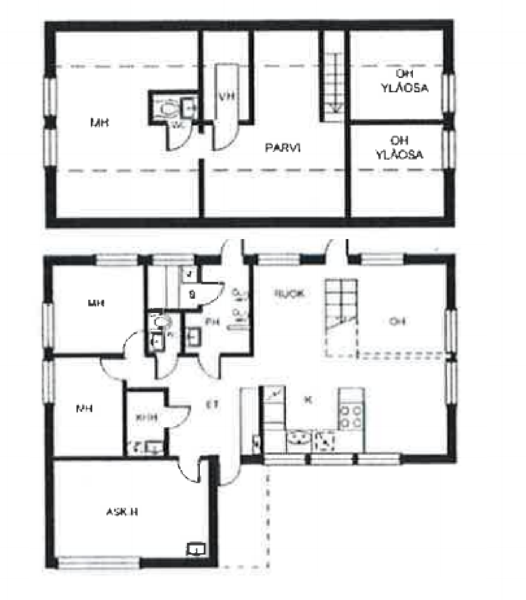 OH
YLÄOSA
VH
MH
WC
PARVI
OH
YLÄOSA
S
MH
RUOK
PH
OH
ET
K
MH
KHH
ASK.H